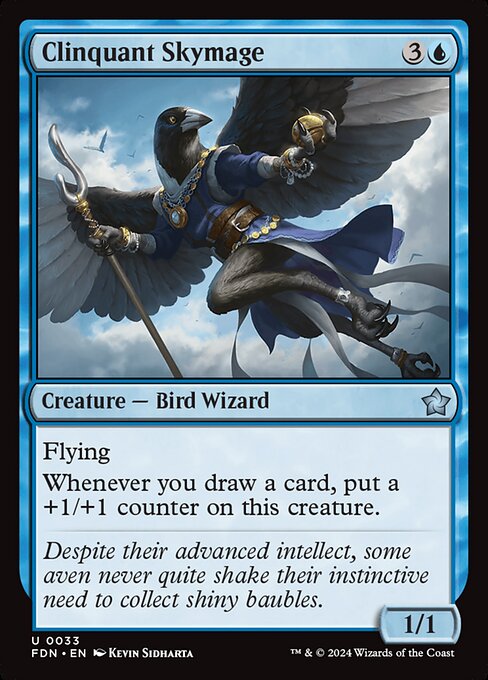 Clinquant Skymage 3
Creature — Bird Wizard
Flying
Whenever you draw a card, put a
+1/+1 counter on this creature.
Despite their advanced intellect, some
aven never quite shake their instinctive
need to collect shiny baubles.
1/1
U 0033
FDN • EN Kevin Sidharta
™ & © 2024 Wizards of the Coast